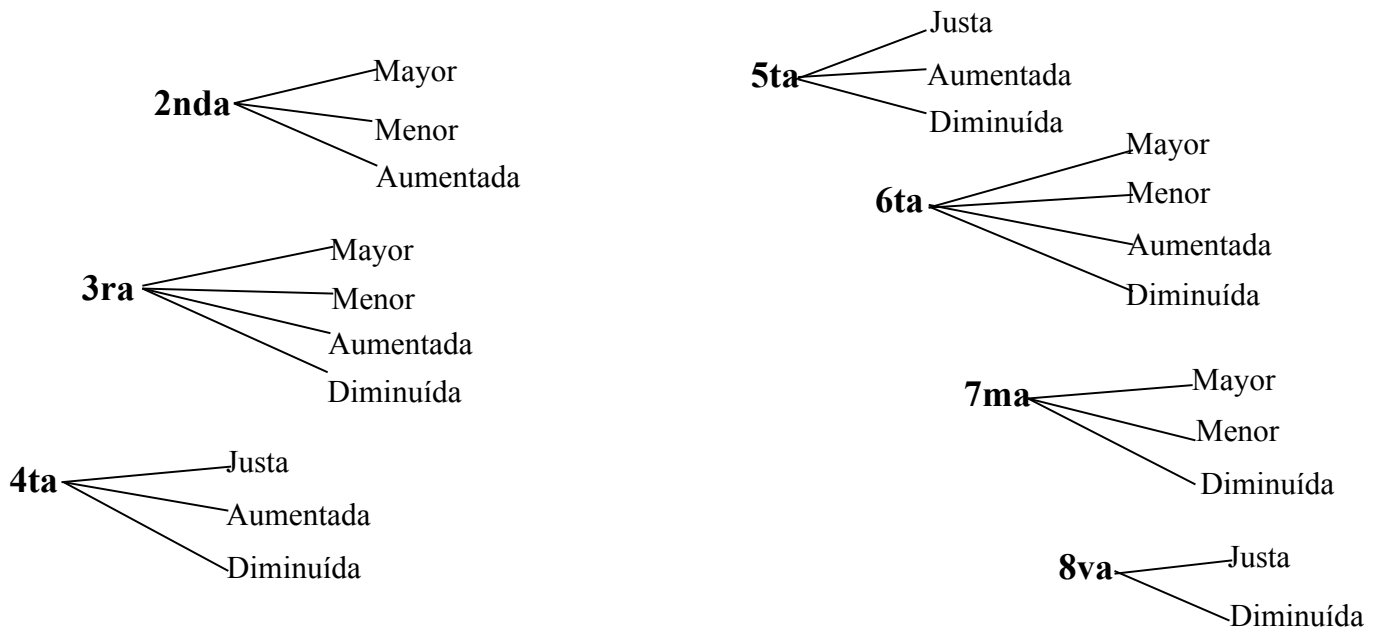 2nda
Mayor
Menor
Aumentada
3ra
Mayor
Menor
Aumentada
Diminuída
4ta
Justa
Aumentada
Diminuída
5ta
Justa
Aumentada
Diminuída
6ta
Mayor
Menor
Aumentada
Diminuída
7ma
Mayor
Menor
Diminuída
8va
Justa
Diminuída